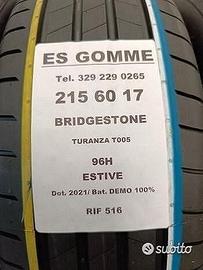 ES GOMME
Tel. 329 229 0265
215 60 17
BRIDGESTONE
TURANZA T005
96H
ESTIVE
Dot. 2021/ Bat. DEMO 100%
RIF 516
subito